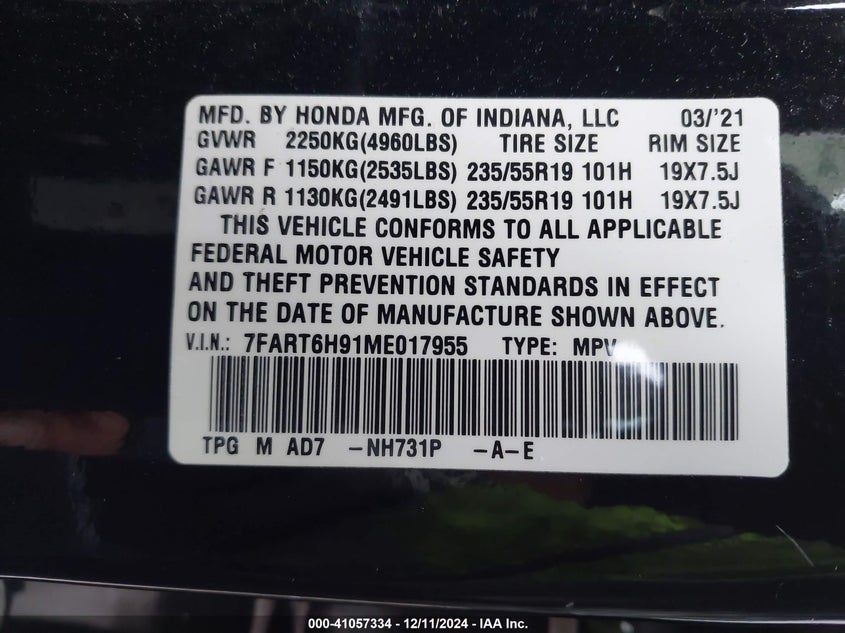 MFD. BY HONDA MFG. OF INDIANA, LLC 03/'21
GVWR 2250KG(4960LBS) TIRE SIZE RIM SIZE
GAWR F 1150KG(2535LBS) 235/55R19 101H 19X7.5J
GAWR R 1130KG(2491LBS) 235/55R19 101H 19X7.5J
THIS VEHICLE CONFORMS TO ALL APPLICABLE
FEDERAL MOTOR VEHICLE SAFETY
AND THEFT PREVENTION STANDARDS IN EFFECT
ON THE DATE OF MANUFACTURE SHOWN ABOVE.
V.I.N.: 7FART6H91ME017955 TYPE: MPV
TPG M AD7 -NH731P -A-E
000-41057334 - 12/11/2024 - IAA Inc.